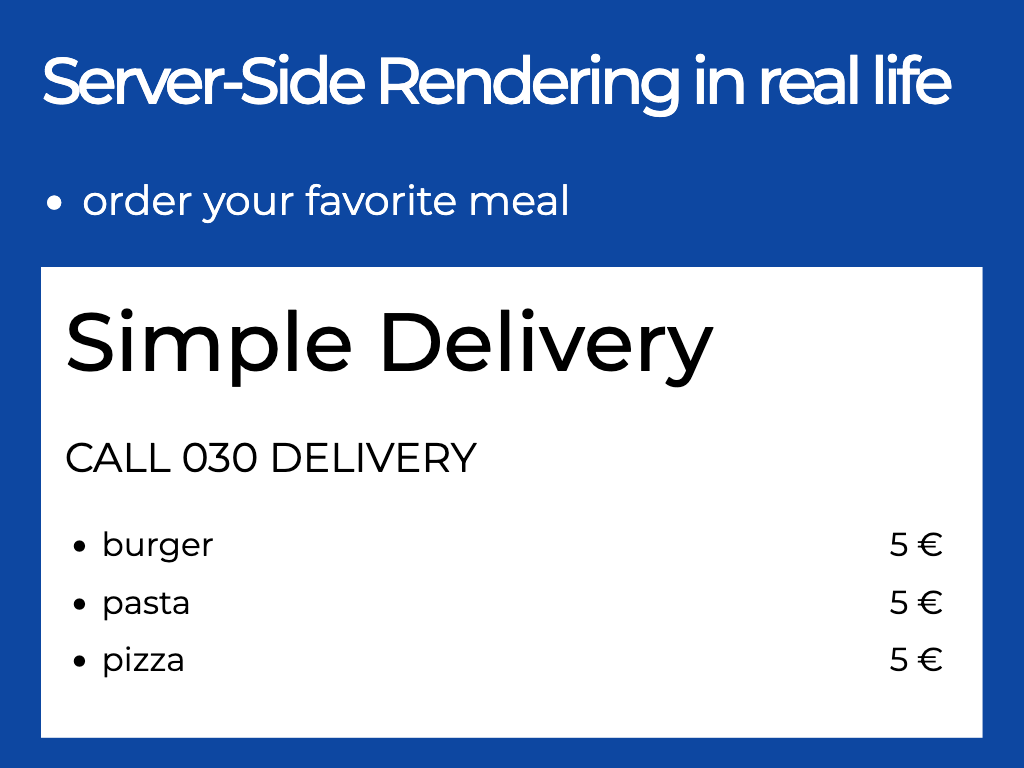 Server-Side Rendering in real life
• order your favorite meal
Simple Delivery
CALL 030 DELIVERY
• burger 5 €
• pasta 5 €
• pizza 5 €